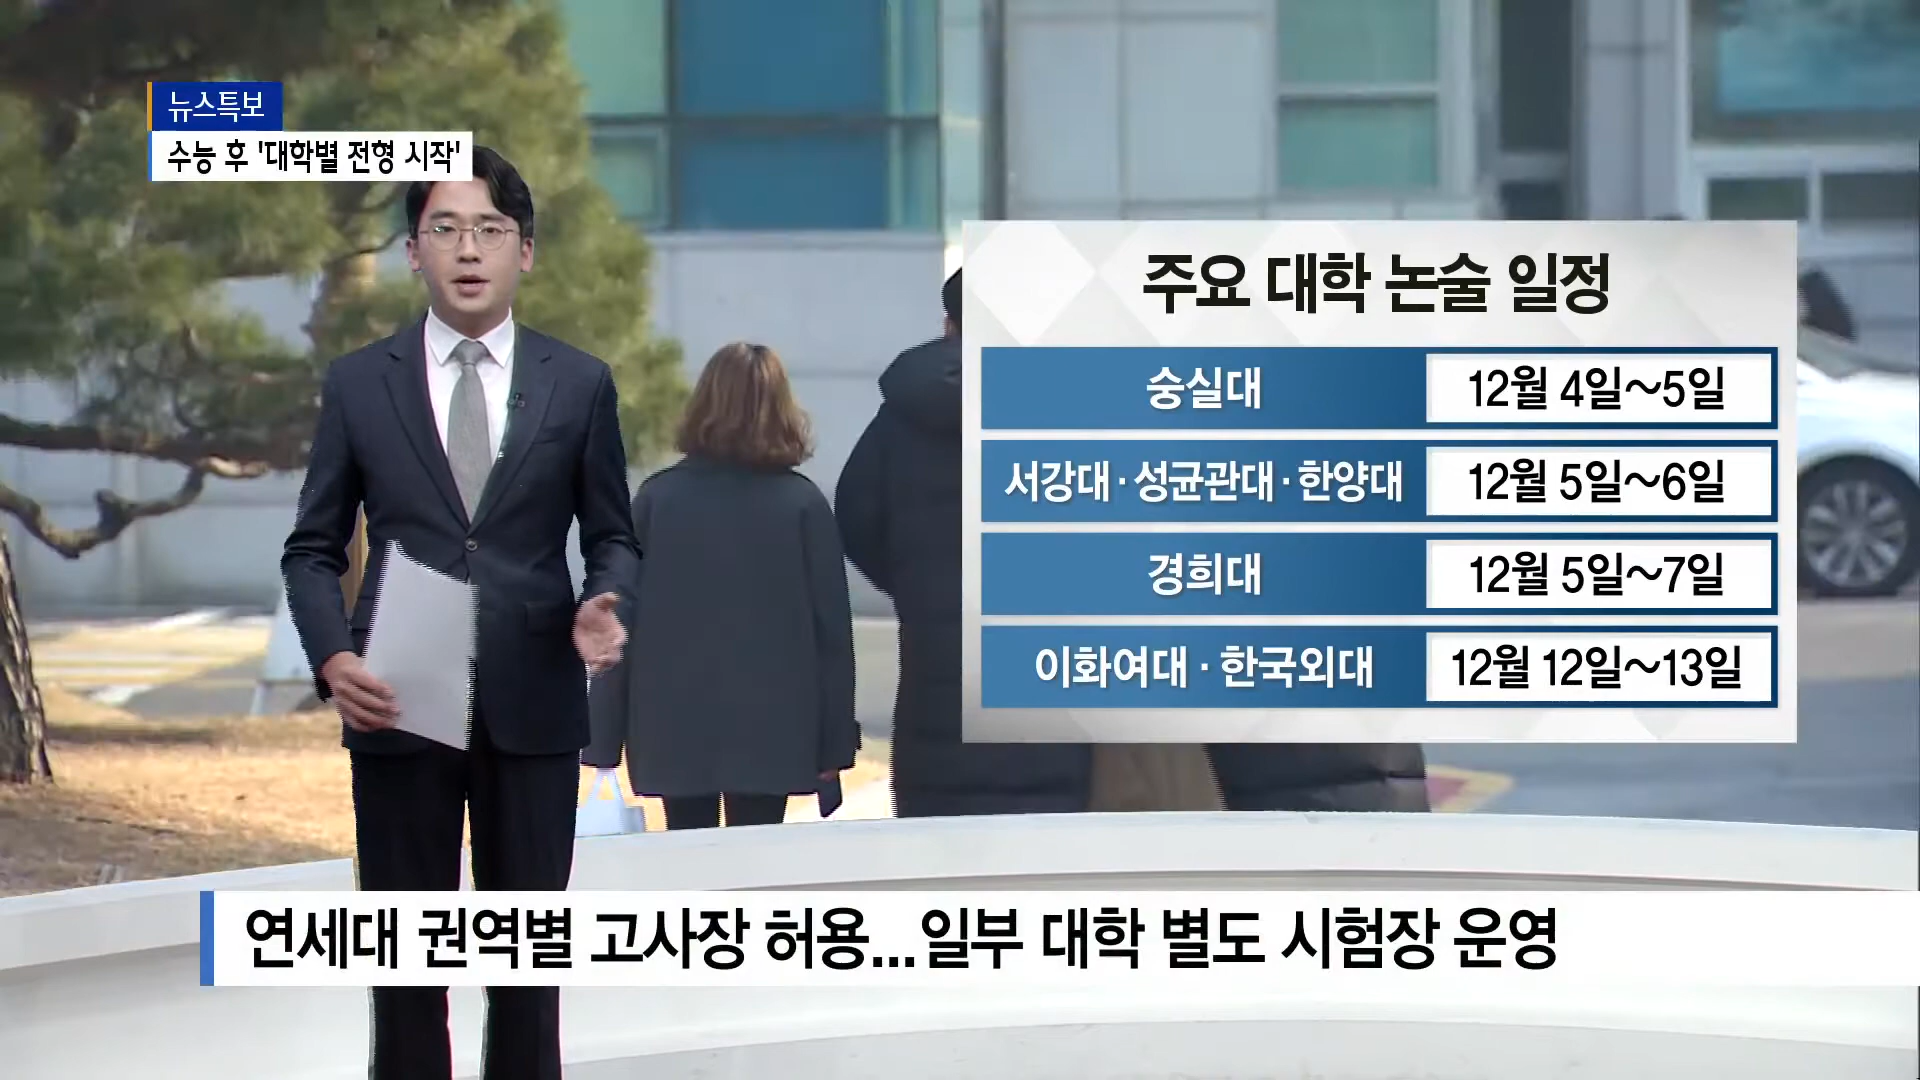 뉴스특보
수능 후 '대학별 전형 시작'
주요 대학 논술 일정
숭실대 12월 4일~5일
서강대·성균관대·한양대 12월 5일~6일
경희대 12월 5일~7일
이화여대·한국외대 12월 12일~13일
연세대 권역별 고사장 허용...일부 대학 별도 시험장 운영